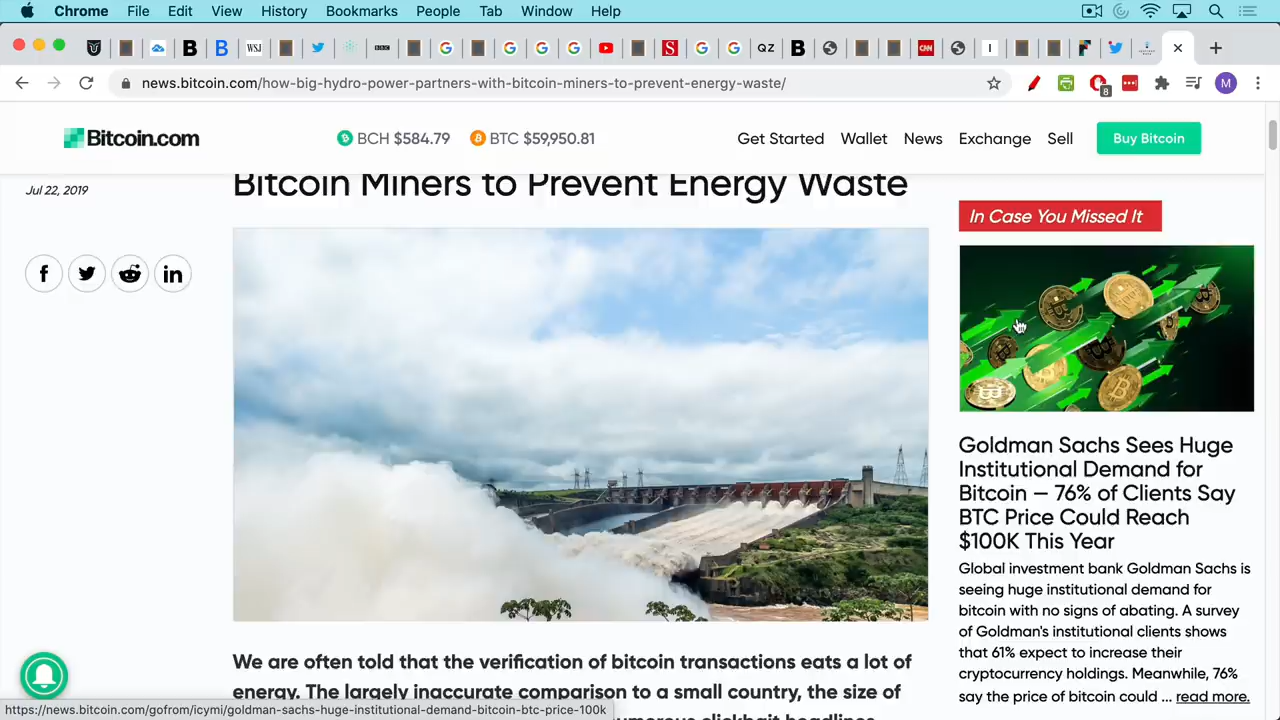 Chrome File Edit View History Bookmarks People Tab Window Help
B B WSJ BBC G G G G S G G QZ B CNN I
news.bitcoin.com/how-big-hydro-power-partners-with-bitcoin-miners-to-prevent-energy-waste/
8
M
Bitcoin.com
BCH $584.79 BTC $59,950.81
Get Started Wallet News Exchange Sell Buy Bitcoin
Jul 22, 2019
Bitcoin Miners to Prevent Energy Waste
In Case You Missed It
Goldman Sachs Sees Huge
Institutional Demand for
Bitcoin — 76% of Clients Say
BTC Price Could Reach
$100K This Year
Global investment bank Goldman Sachs is
seeing huge institutional demand for
bitcoin with no signs of abating. A survey
of Goldman's institutional clients shows
that 61% expect to increase their
cryptocurrency holdings. Meanwhile, 76%
say the price of bitcoin could ... read more.
We are often told that the verification of bitcoin transactions eats a lot of
energy. The largely inaccurate comparison to a small country, the size of
numerous clickbait headlines
https://news.bitcoin.com/gofrom/icymi/goldman-sachs-huge-institutional-demand-bitcoin-btc-price-100k